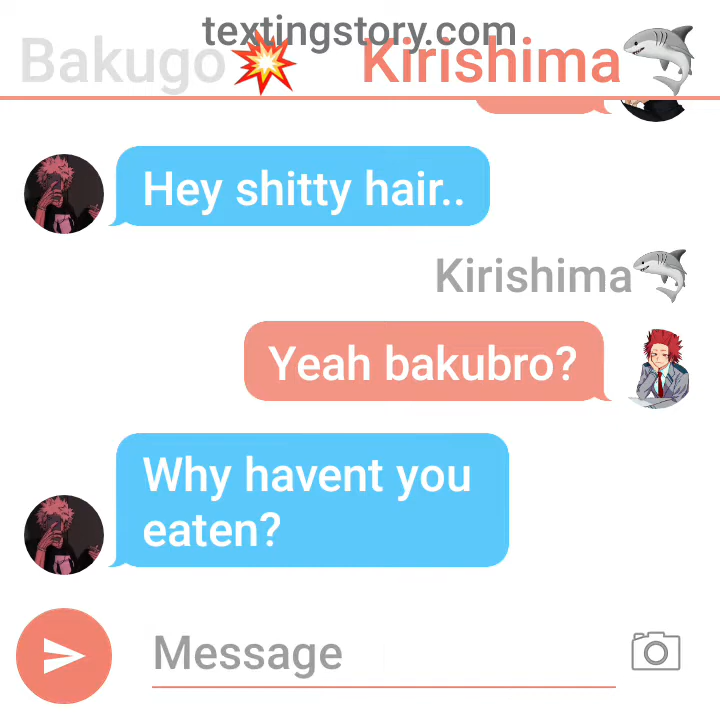 textingstory.com
Bakugo💥 Kirishima🦈
Hey shitty hair..
Kirishima🦈
Yeah bakubro?
Why havent you
eaten?
Message